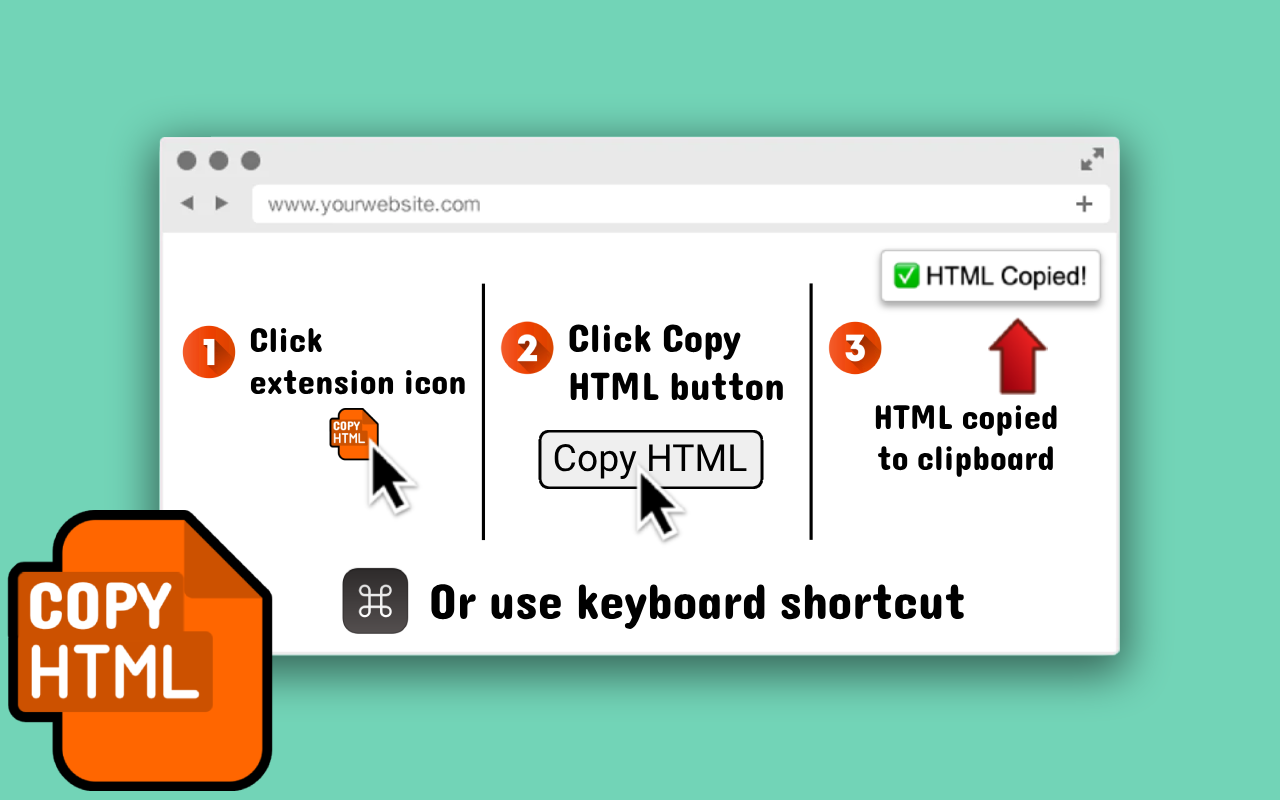 www.yourwebsite.com
✅ HTML Copied!
1
Click
extension icon
COPY
HTML
2
Click Copy
HTML button
Copy HTML
3
HTML copied
to clipboard
⌘ Or use keyboard shortcut
COPY
HTML